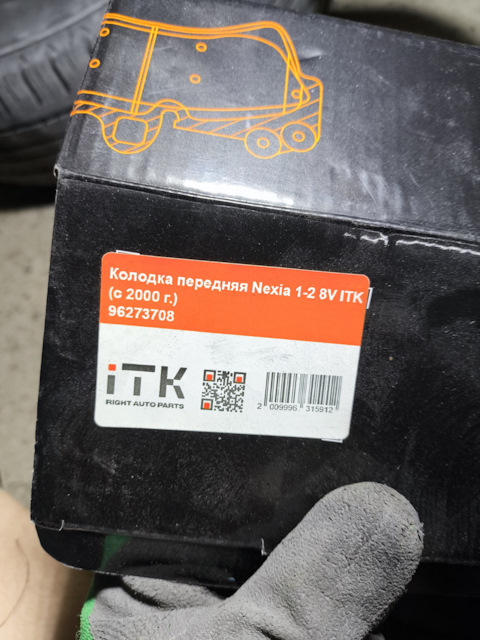 Колодка передняя Nexia 1-2 8V ITK
(с 2000 г.)
96273708
iTK
RIGHT AUTO PARTS
2 009996 315912